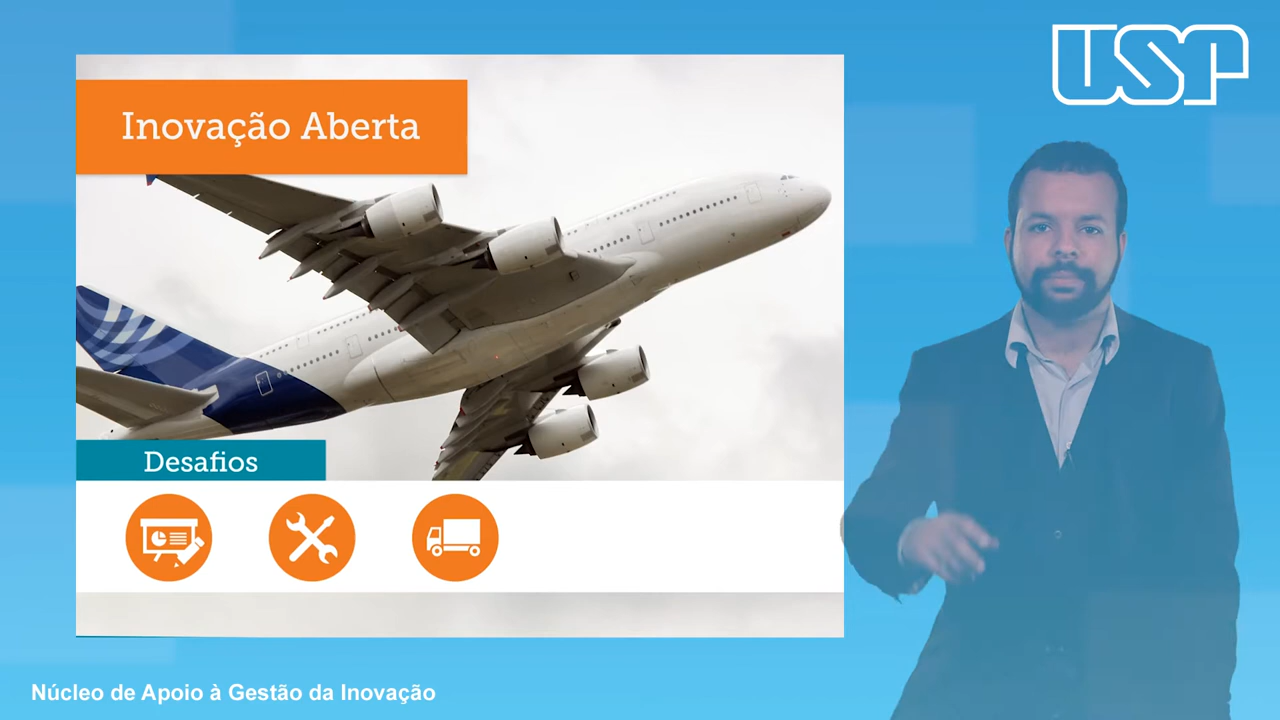 USP
Inovação Aberta
Desafios
Núcleo de Apoio à Gestão da Inovação